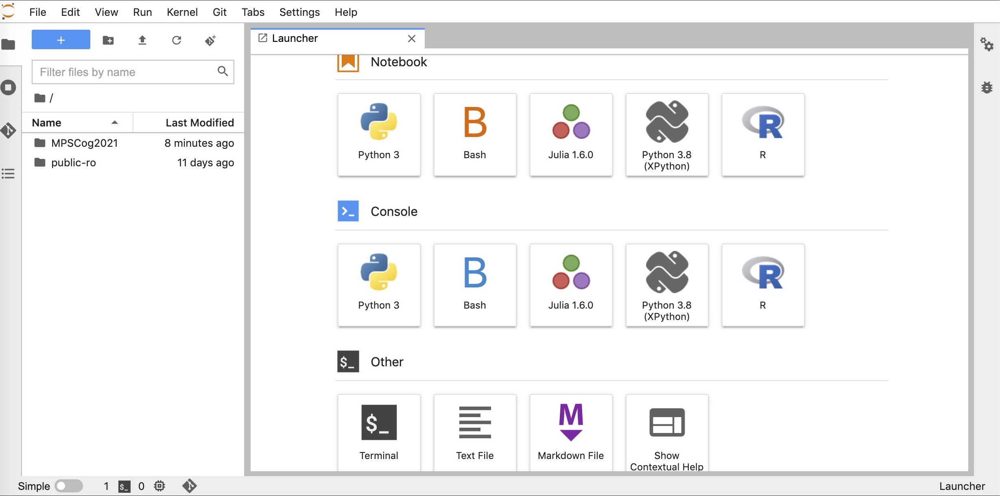 File Edit View Run Kernel Git Tabs Settings Help
+
Filter files by name
/
Name Last Modified
MPSCog2021 8 minutes ago
public-ro 11 days ago
Launcher
Notebook
Python 3
Bash
Julia 1.6.0
Python 3.8
(XPython)
R
Console
Python 3
Bash
Julia 1.6.0
Python 3.8
(XPython)
R
$_ Other
$_
Terminal
Text File
Markdown File
Show
Contextual Help
Simple 1 $_ 0
Launcher